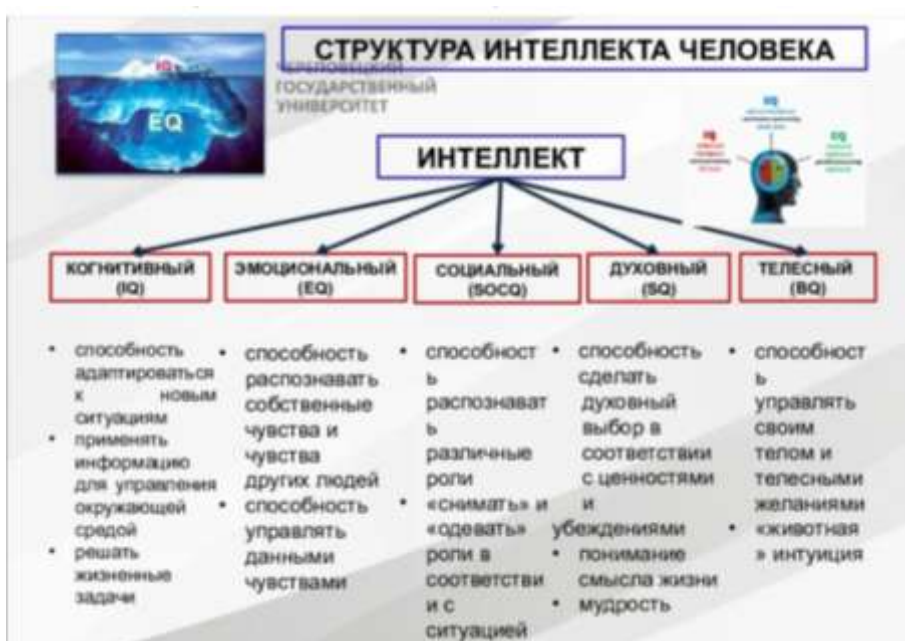 СТРУКТУРА ИНТЕЛЛЕКТА ЧЕЛОВЕКА
IQ
EQ
ЧЕРЕПОВЕЦКИЙ
ГОСУДАРСТВЕННЫЙ
УНИВЕРСИТЕТ
ИНТЕЛЛЕКТ
КОГНИТИВНЫЙ
(IQ)
ЭМОЦИОНАЛЬНЫЙ
(EQ)
СОЦИАЛЬНЫЙ
(SOCQ)
ДУХОВНЫЙ
(SQ)
ТЕЛЕСНЫЙ
(BQ)
• способность
адаптироваться
к новым
ситуациям
• применять
информацию
для управления
окружающей
средой
• решать
жизненные
задачи
• способность
распознавать
собственные
чувства и
чувства
других людей
• способность
управлять
данными
чувствами
• способност
ь
распознават
ь
различные
роли
• «снимать» и
«одевать»
роли в
соответстви
и с
ситуацией
• способность
сделать
духовный
выбор в
соответствии
с ценностями
и
убеждениями
• понимание
смысла жизни
• мудрость
• способност
ь
управлять
своим
телом и
телесными
желаниями
• «животная
» интуиция